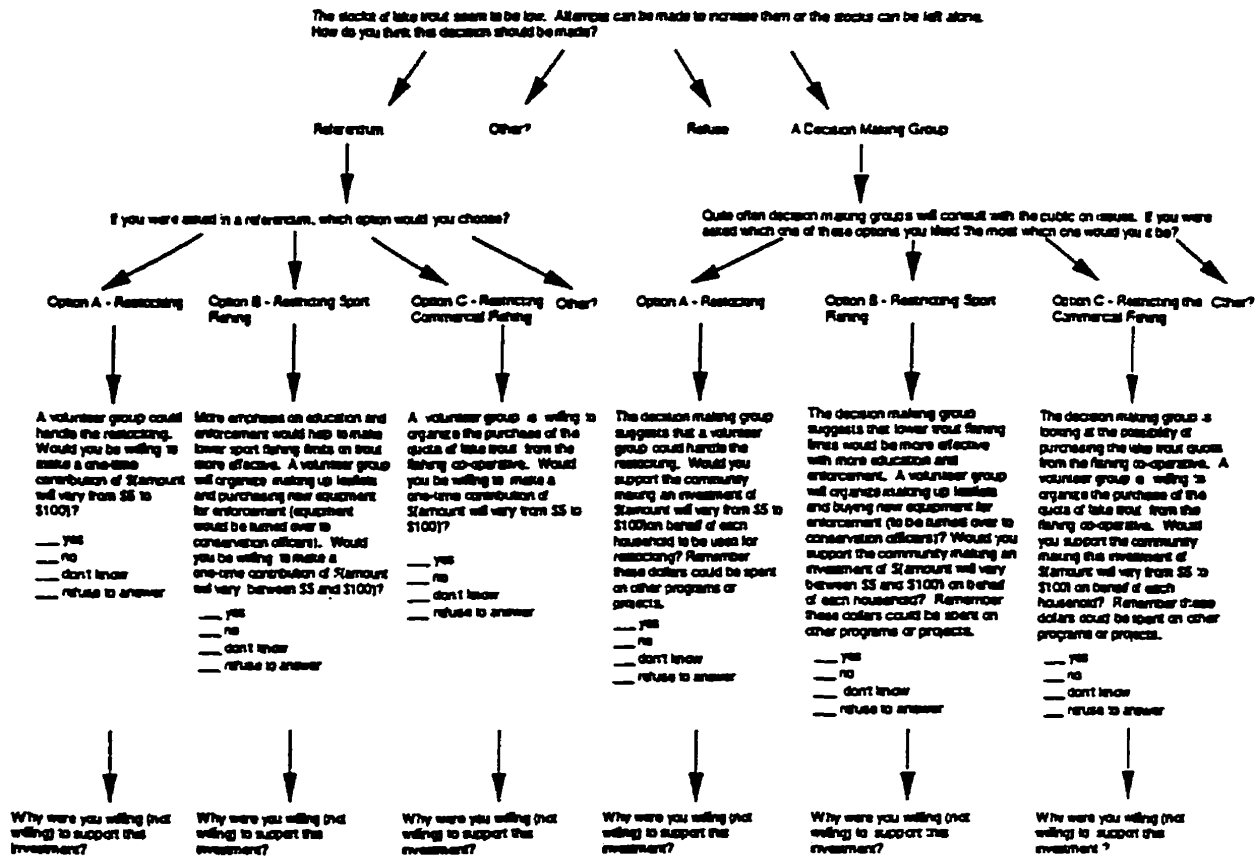 The stocks of lake trout seem to be low. Attempts can be made to increase them or the stocks can be left alone.
How do you think this decision should be made?
Referendum
Other?
Refuse
A Decision Making Group
If you were asked in a referendum, which option would you choose?
Quite often decision making groups will consult with the public on issues. If you were
asked which one of these options you liked the most which one would you it be?
Option A - Restocking
Option B - Restricting Sport
Fishing
Option C - Restricting
Commercial Fishing
Other?
Option A - Restocking
Option B - Restricting Sport
Fishing
Option C - Restricting the
Commercial Fishing
Other?
A volunteer group could
handle the restocking.
Would you be willing to
make a one-time
contribution of $(amount
will vary from $5 to
$100)?
___ yes
___ no
___ don't know
___ refuse to answer
More emphasis on education and
enforcement would help to make
lower sport fishing limits on trout
more effective. A volunteer group
will organize making up leaflets
and purchasing new equipment
for enforcement (equipment
would be turned over to
conservation officers). Would
you be willing to make a
one-time contribution of $(amount
will vary between $5 and $100)?
___ yes
___ no
___ don't know
___ refuse to answer
A volunteer group is willing to
organize the purchase of the
quota of lake trout from the
fishing co-operative. Would
you be willing to make a
one-time contribution of
$(amount will vary from $5 to
$100)?
___ yes
___ no
___ don't know
___ refuse to answer
The decision making group
suggests that a volunteer
group could handle the
restocking. Would you
support the community
making an investment of
$(amount will vary from $5 to
$100)on behalf of each
household to be used for
restocking? Remember
these dollars could be spent
on other programs or
projects.
___ yes
___ no
___ don't know
___ refuse to answer
The decision making group
suggests that lower trout fishing
limits would be more effective
with more education and
enforcement. A volunteer group
will organize making up leaflets
and buying new equipment for
enforcement (to be turned over to
conservation officers)? Would you
support the community making an
investment of $(amount will vary
between $5 and $100) on behalf
of each household? Remember
these dollars could be spent on
other programs or projects.
___ yes
___ no
___ don't know
___ refuse to answer
The decision making group is
looking at the possibility of
purchasing the lake trout quota
from the fishing co-operative. A
volunteer group is willing to
organize the purchase of the
quota of lake trout from the
fishing co-operative. Would
you support the community
making this investment of
$(amount will vary from $5 to
$100) on behalf of each
household? Remember these
dollars could be spent on other
programs or projects.
___ yes
___ no
___ don't know
___ refuse to answer
Why were you willing (not
willing) to support this
investment?
Why were you willing (not
willing) to support this
investment?
Why were you willing (not
willing) to support this
investment?
Why were you willing (not
willing) to support this
investment?
Why were you willing (not
willing) to support this
investment?
Why were you willing (not
willing) to support this
investment ?